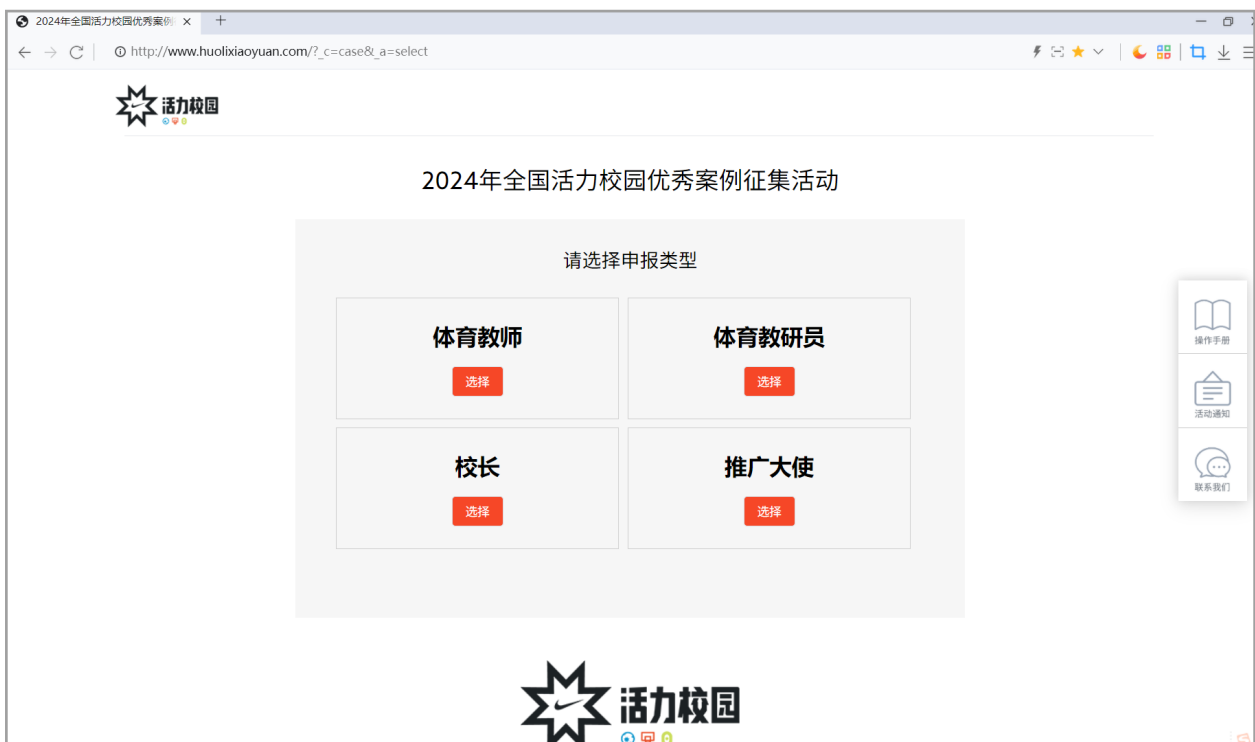 2024年全国活力校园优秀案例
http://www.huolixiaoyuan.com/?_c=case&_a=select
活力校园
2024年全国活力校园优秀案例征集活动
请选择申报类型
体育教师
体育教研员
选择
选择
校长
推广大使
选择
选择
操作手册
活动通知
联系我们
活力校园